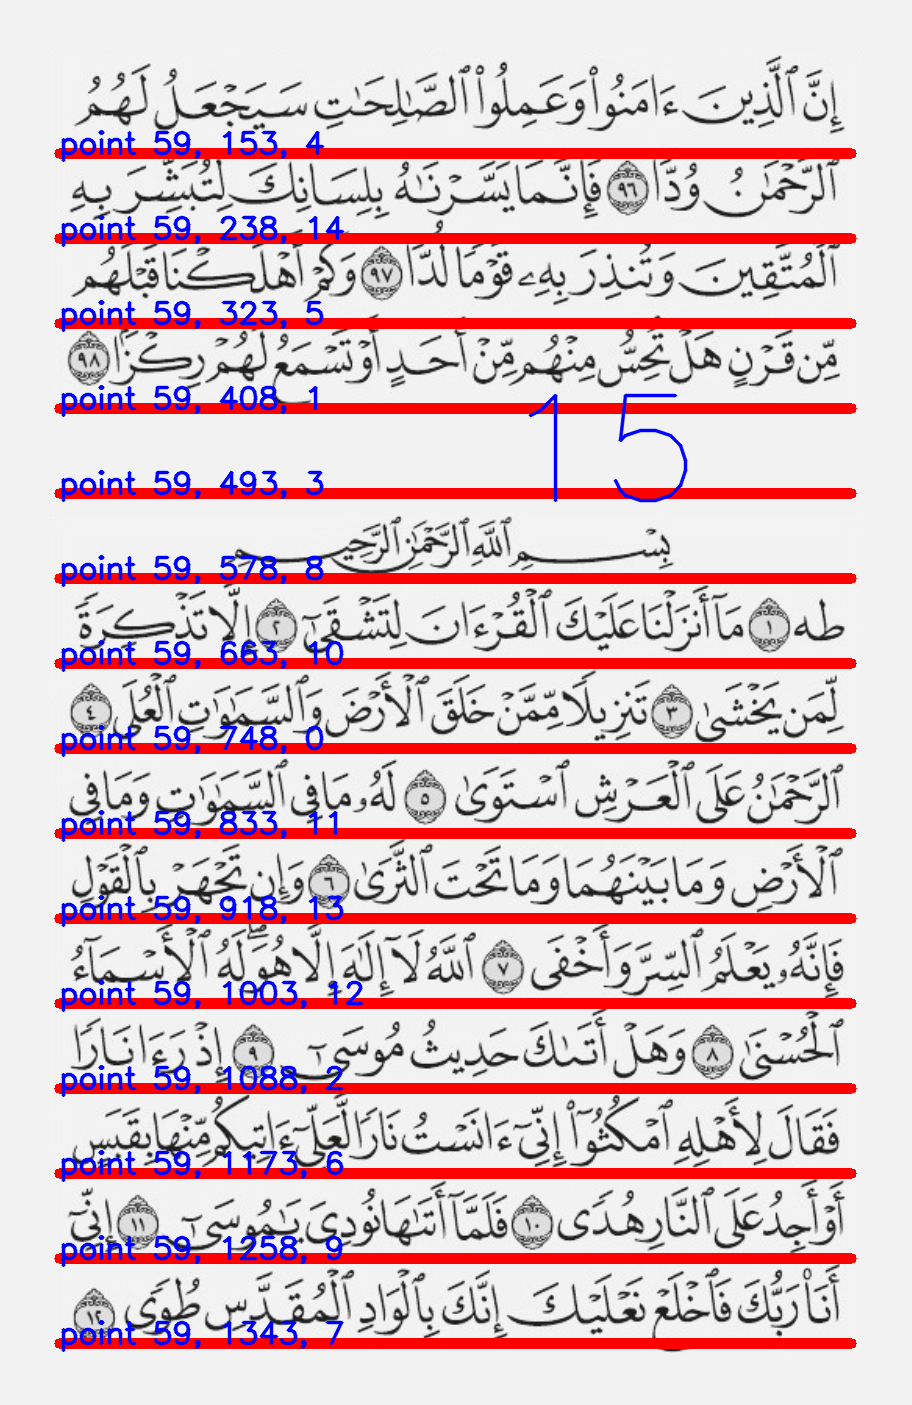 إِنَّ ٱلَّذِينَ ءَامَنُوا۟ وَعَمِلُوا۟ ٱلصَّـٰلِحَـٰتِ سَيَجْعَلُ لَهُمُ
point 59, 153, 4
ٱلرَّحْمَـٰنُ وُدًّا ٩٦ فَإِنَّمَا يَسَّرْنَـٰهُ بِلِسَانِكَ لِتُبَشِّرَ بِهِ
point 59, 238, 14
ٱلْمُتَّقِينَ وَتُنذِرَ بِهِۦ قَوْمًا لُّدًّا ٩٧ وَكَمْ أَهْلَكْنَا قَبْلَهُم
point 59, 323, 5
مِّن قَرْنٍ هَلْ تُحِسُّ مِنْهُم مِّنْ أَحَدٍ أَوْ تَسْمَعُ لَهُمْ رِكْزًا ٩٨
point 59, 408, 1
15
point 59, 493, 3
بِسْمِ ٱللَّهِ ٱلرَّحْمَـٰنِ ٱلرَّحِيمِ
point 59, 578, 8
طه ١ مَآ أَنزَلْنَا عَلَيْكَ ٱلْقُرْءَانَ لِتَشْقَىٰٓ ٢ إِلَّا تَذْكِرَةً
point 59, 663, 10
لِّمَن يَخْشَىٰ ٣ تَنزِيلًا مِّمَّنْ خَلَقَ ٱلْأَرْضَ وَٱلسَّمَـٰوَٰتِ ٱلْعُلَى ٤
point 59, 748, 0
ٱلرَّحْمَـٰنُ عَلَى ٱلْعَرْشِ ٱسْتَوَىٰ ٥ لَهُۥ مَا فِى ٱلسَّمَـٰوَٰتِ وَمَا فِى
point 59, 833, 11
ٱلْأَرْضِ وَمَا بَيْنَهُمَا وَمَا تَحْتَ ٱلثَّرَىٰ ٦ وَإِن تَجْهَرْ بِٱلْقَوْلِ
point 59, 918, 13
فَإِنَّهُۥ يَعْلَمُ ٱلسِّرَّ وَأَخْفَى ٧ ٱللَّهُ لَآ إِلَـٰهَ إِلَّا هُوَ ۖ لَهُ ٱلْأَسْمَآءُ
point 59, 1003, 12
ٱلْحُسْنَىٰ ٨ وَهَلْ أَتَىٰكَ حَدِيثُ مُوسَىٰٓ ٩ إِذْ رَءَا نَارًا
point 59, 1088, 2
فَقَالَ لِأَهْلِهِ ٱمْكُثُوٓا۟ إِنِّىٓ ءَانَسْتُ نَارًا لَّعَلِّىٓ ءَاتِيكُم مِّنْهَا بِقَبَسٍ
point 59, 1173, 6
أَوْ أَجِدُ عَلَى ٱلنَّارِ هُدًى ١٠ فَلَمَّآ أَتَىٰهَا نُودِىَ يَـٰمُوسَىٰٓ ١١ إِنِّىٓ
point 59, 1258, 9
أَنَا۠ رَبُّكَ فَٱخْلَعْ نَعْلَيْكَ إِنَّكَ بِٱلْوَادِ ٱلْمُقَدَّسِ طُوًى ١٢
point 59, 1343, 7